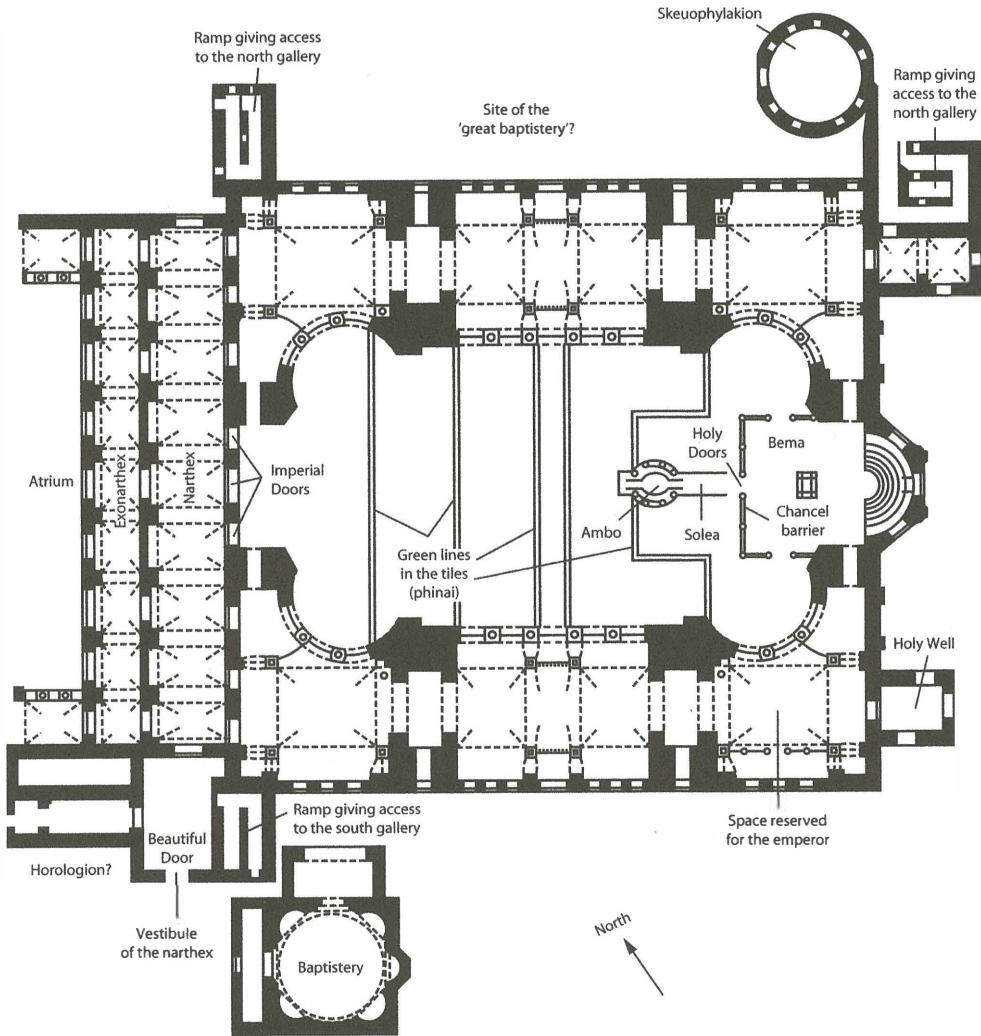 Skeuophylakion
Ramp giving access
to the north gallery
Ramp giving
access to the
north gallery
Site of the
'great baptistery'?
Atrium
Exonarthex
Narthex
Imperial
Doors
Holy
Doors
Bema
Chancel
barrier
Ambo
Solea
Green lines
in the tiles
(phinai)
Holy Well
Ramp giving access
to the south gallery
Space reserved
for the emperor
Beautiful
Door
Horologion?
Vestibule
of the narthex
Baptistery
North